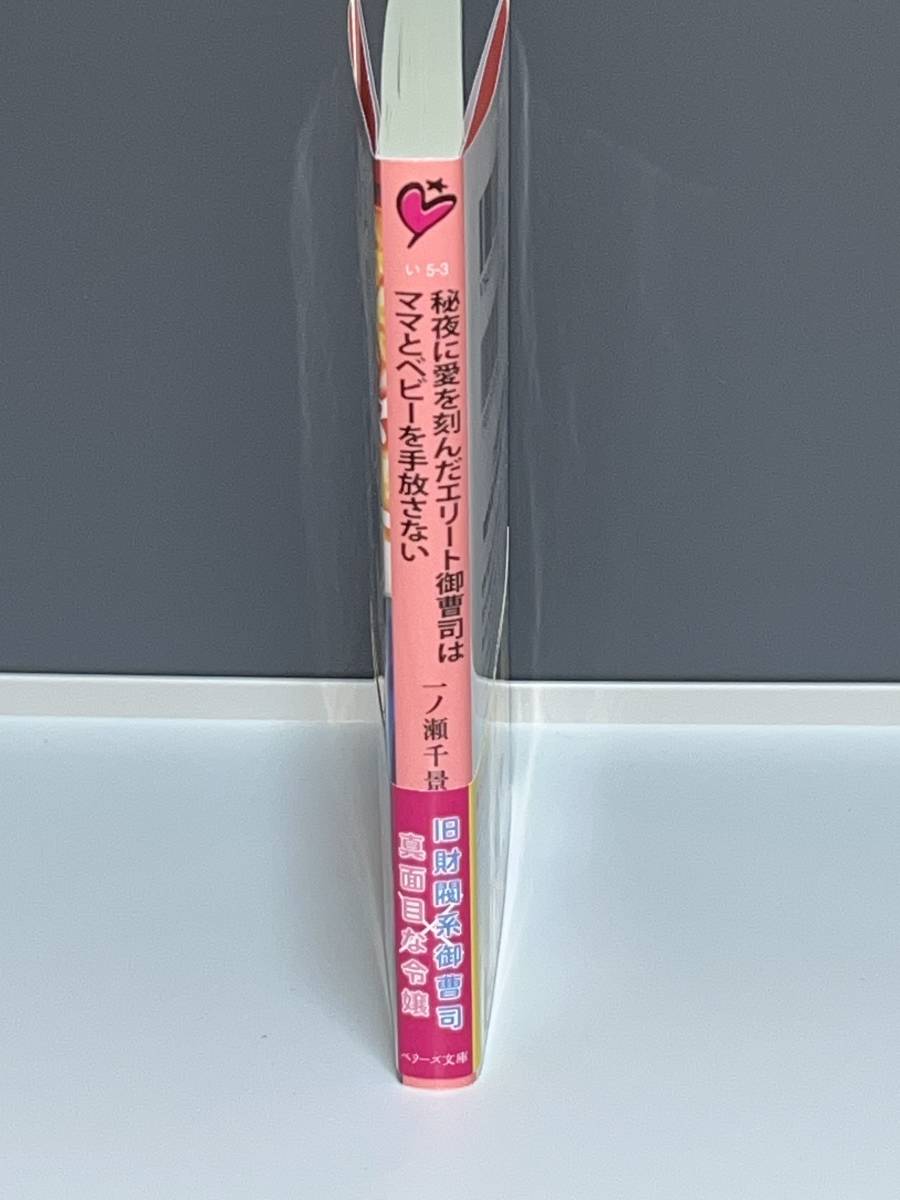 い 5-3
秘夜に愛を刻んだエリート御曹司は
ママとベビーを手放さない
一ノ瀬千景
旧財閥系御曹司
×
真面目な令嬢
ベリーズ文庫